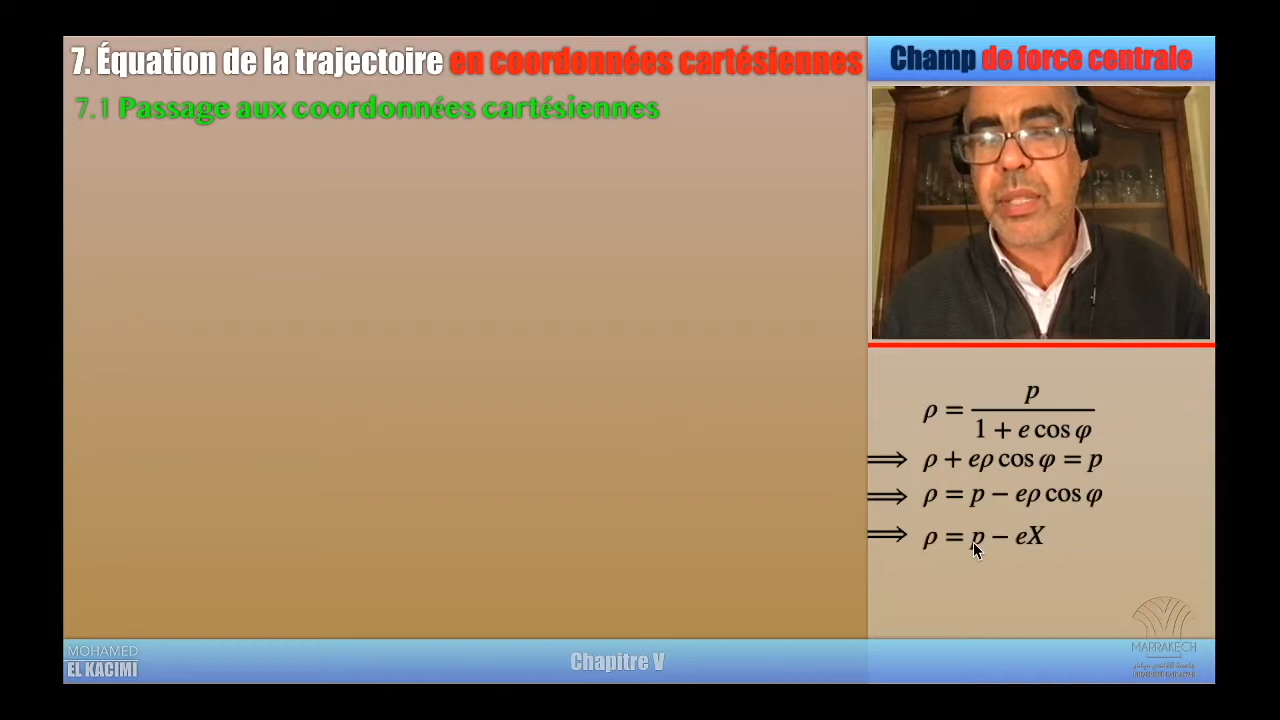 7. Équation de la trajectoire en coordonnées cartésiennes
Champ de force centrale
7.1 Passage aux coordonnées cartésiennes
ρ = p / (1 + e cos φ)
⟹ ρ + eρ cos φ = p
⟹ ρ = p − eρ cos φ
⟹ ρ = p − eX
MOHAMED
EL KACIMI
Chapitre V
MARRAKECH